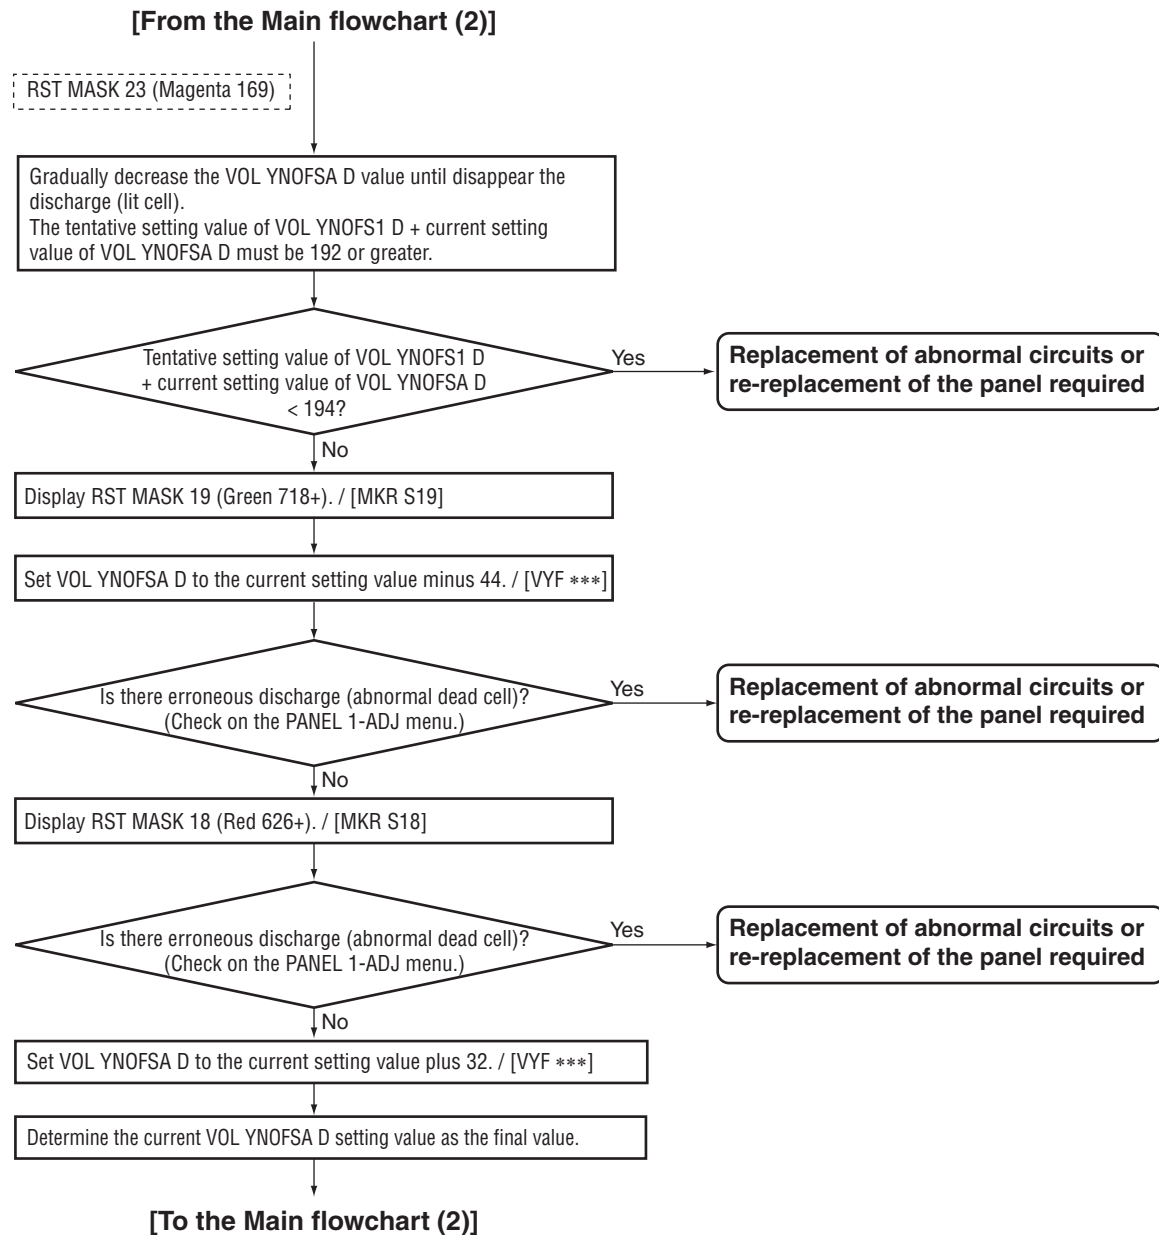 [From the Main flowchart (2)]
RST MASK 23 (Magenta 169)
Gradually decrease the VOL YNOFSA D value until disappear the
discharge (lit cell).
The tentative setting value of VOL YNOFS1 D + current setting
value of VOL YNOFSA D must be 192 or greater.
Tentative setting value of VOL YNOFS1 D
+ current setting value of VOL YNOFSA D
< 194?
Yes
Replacement of abnormal circuits or
re-replacement of the panel required
No
Display RST MASK 19 (Green 718+). / [MKR S19]
Set VOL YNOFSA D to the current setting value minus 44. / [VYF ***]
Is there erroneous discharge (abnormal dead cell)?
(Check on the PANEL 1-ADJ menu.)
Yes
Replacement of abnormal circuits or
re-replacement of the panel required
No
Display RST MASK 18 (Red 626+). / [MKR S18]
Is there erroneous discharge (abnormal dead cell)?
(Check on the PANEL 1-ADJ menu.)
Yes
Replacement of abnormal circuits or
re-replacement of the panel required
No
Set VOL YNOFSA D to the current setting value plus 32. / [VYF ***]
Determine the current VOL YNOFSA D setting value as the final value.
[To the Main flowchart (2)]